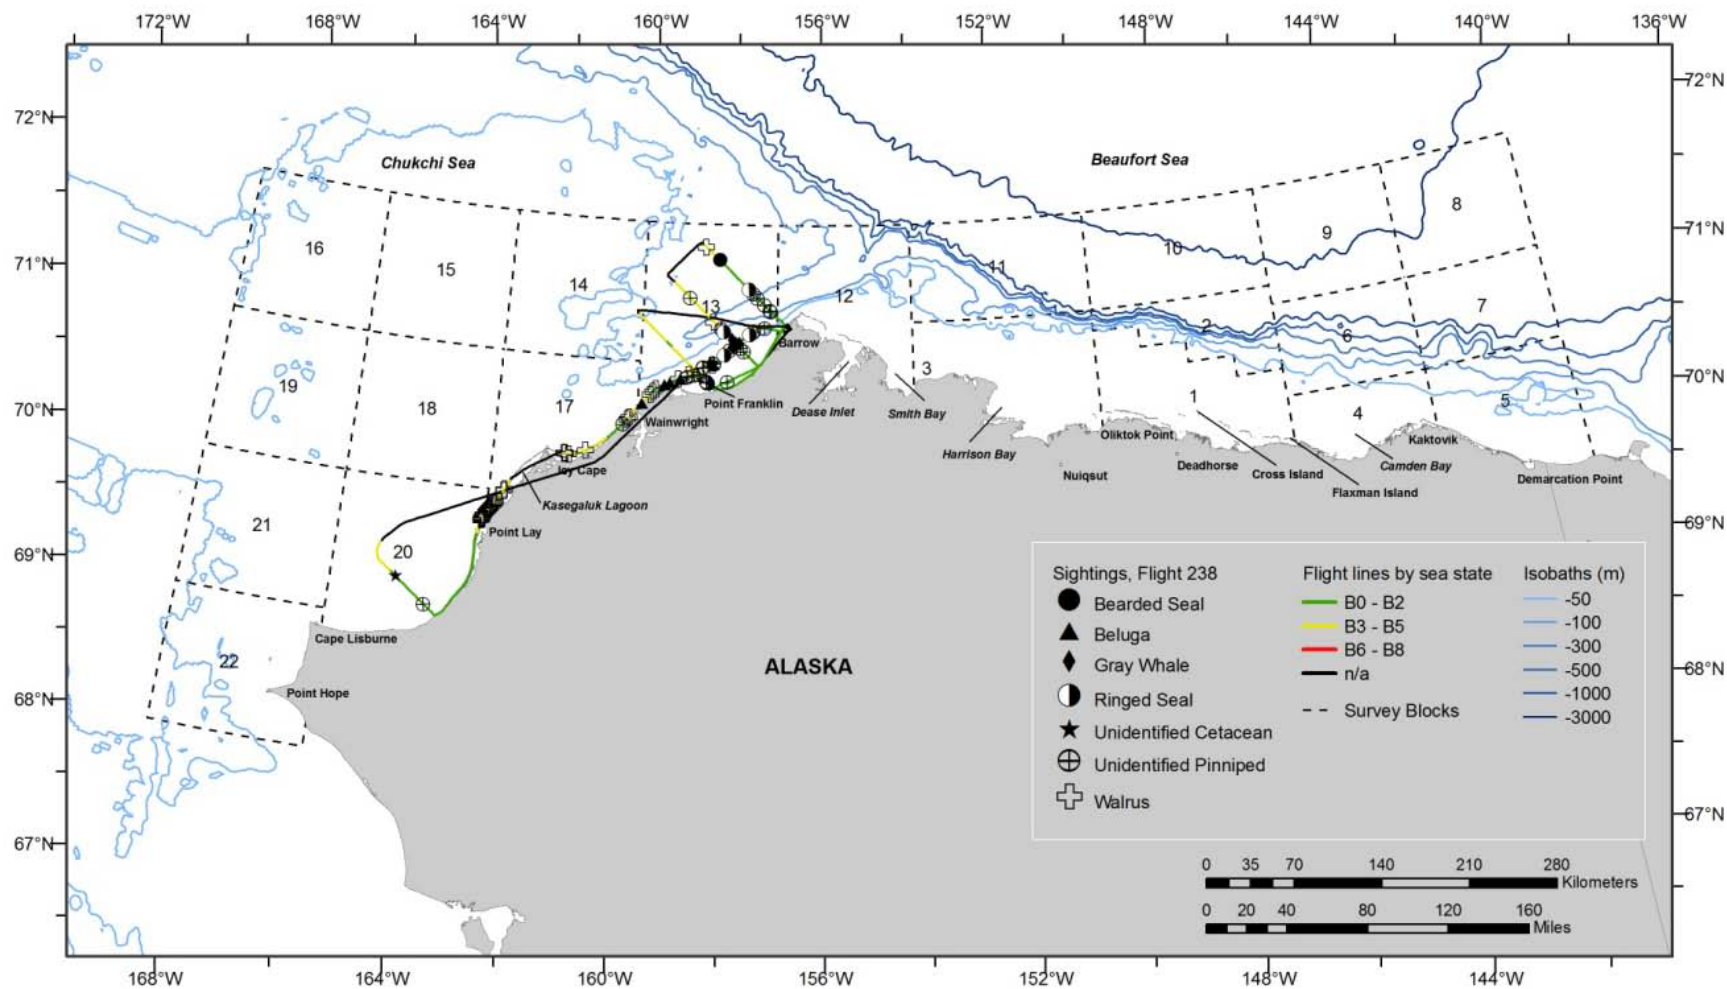 172°W 168°W 164°W 160°W 156°W 152°W 148°W 144°W 140°W 136°W
72°N 72°N
Chukchi Sea Beaufort Sea
8
9
16 10
71°N 15 11 71°N
14 12 7
13 2 6
Barrow
70°N 19 18 17 3 70°N
Point Franklin Dease Inlet Smith Bay 1 4 5
Wainwright
Harrison Bay Oliktok Point Kaktovik
Icy Cape Nuiqsut Deadhorse Cross Island Camden Bay
Kasegaluk Lagoon Flaxman Island Demarcation Point
69°N 21 Point Lay 69°N
20
Sightings, Flight 238
Bearded Seal
Beluga
Gray Whale
Ringed Seal
Unidentified Cetacean
Unidentified Pinniped
Walrus
Flight lines by sea state
B0 - B2
B3 - B5
B6 - B8
n/a
Survey Blocks
Isobaths (m)
-50
-100
-300
-500
-1000
-3000
Cape Lisburne
22
68°N Point Hope ALASKA 68°N
67°N 67°N
0 35 70 140 210 280
Kilometers
0 20 40 80 120 160
Miles
168°W 164°W 160°W 156°W 152°W 148°W 144°W